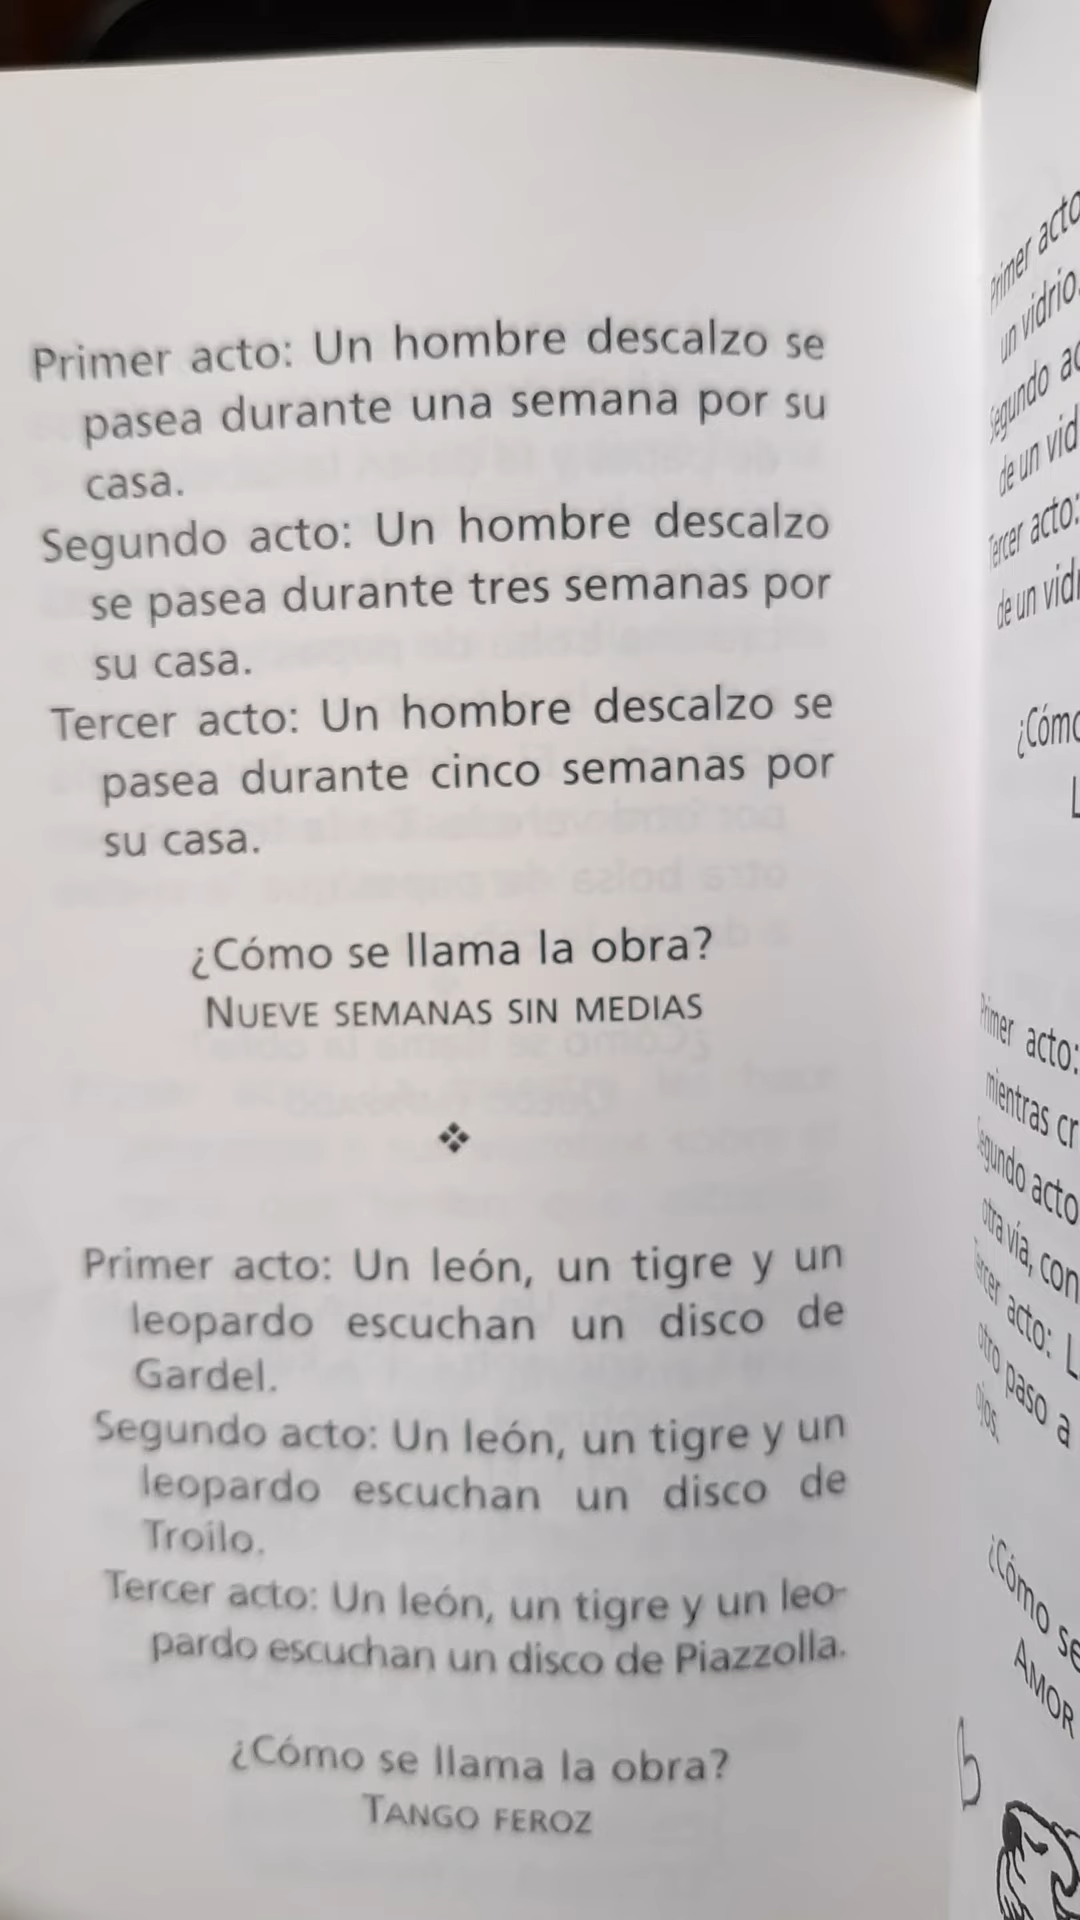 Primer acto: Un hombre descalzo se
pasea durante una semana por su
casa.
Segundo acto: Un hombre descalzo
se pasea durante tres semanas por
su casa.
Tercer acto: Un hombre descalzo se
pasea durante cinco semanas por
su casa.
¿Cómo se llama la obra?
NUEVE SEMANAS SIN MEDIAS
Primer acto: Un león, un tigre y un
leopardo escuchan un disco de
Gardel.
Segundo acto: Un león, un tigre y un
leopardo escuchan un disco de
Troilo.
Tercer acto: Un león, un tigre y un leo-
pardo escuchan un disco de Piazzolla.
¿Cómo se llama la obra?
TANGO FEROZ
Primer acto
un vidrio.
Segundo
de un
Tercer acto:
de un
Primer acto:
mientras
Segundo acto
otra vía, con
Tercer acto:
otro paso a
ojos.
¿Cómo se
AMOR